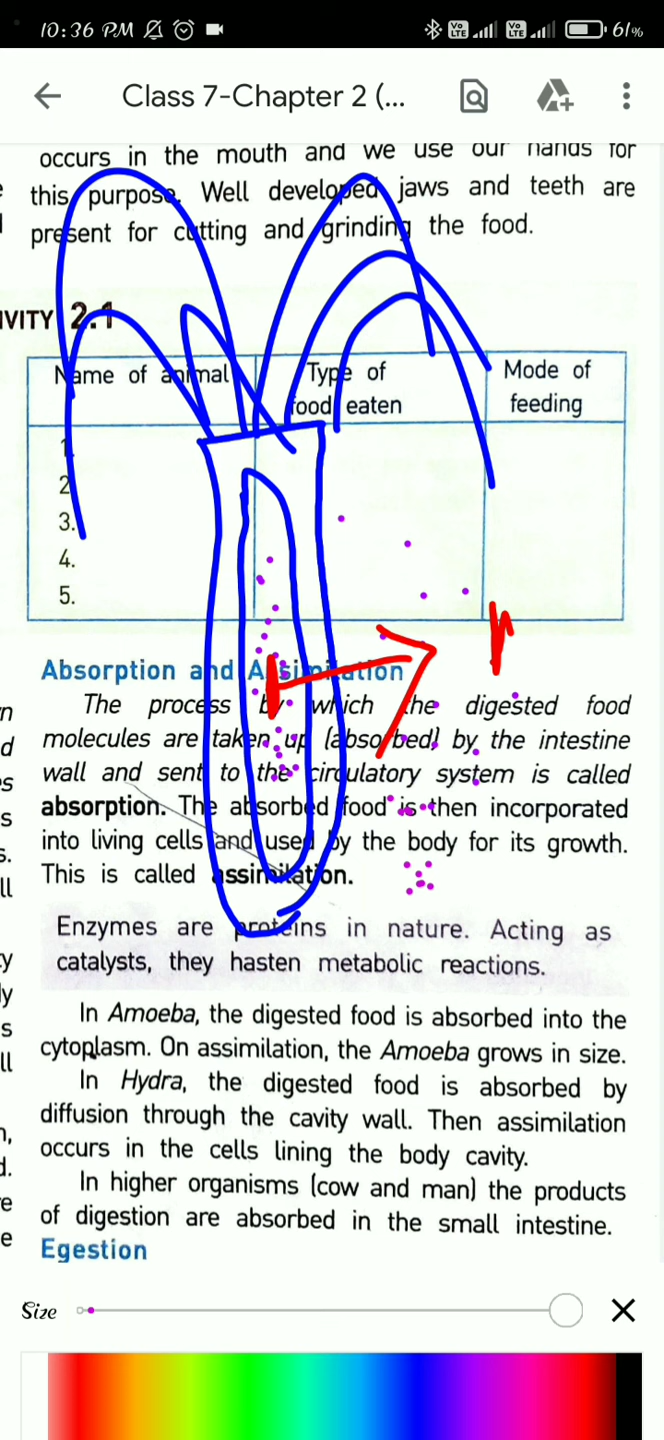 10:36 PM
Vo LTE
Vo LTE
61%
Class 7-Chapter 2 (...
occurs in the mouth and we use our hands for
this purpose. Well developed jaws and teeth are
present for cutting and grinding the food.
IVITY 2.1
Name of animal
Type of
food eaten
Mode of
feeding
1.
2.
3.
4.
5.
Absorption and Assimilation
The process by which the digested food
molecules are taken up (absorbed) by the intestine
wall and sent to the circulatory system is called
absorption. The absorbed food is then incorporated
into living cells and used by the body for its growth.
This is called assimilation.
Enzymes are proteins in nature. Acting as
catalysts, they hasten metabolic reactions.
In Amoeba, the digested food is absorbed into the
cytoplasm. On assimilation, the Amoeba grows in size.
In Hydra, the digested food is absorbed by
diffusion through the cavity wall. Then assimilation
occurs in the cells lining the body cavity.
In higher organisms (cow and man) the products
of digestion are absorbed in the small intestine.
Egestion
Size